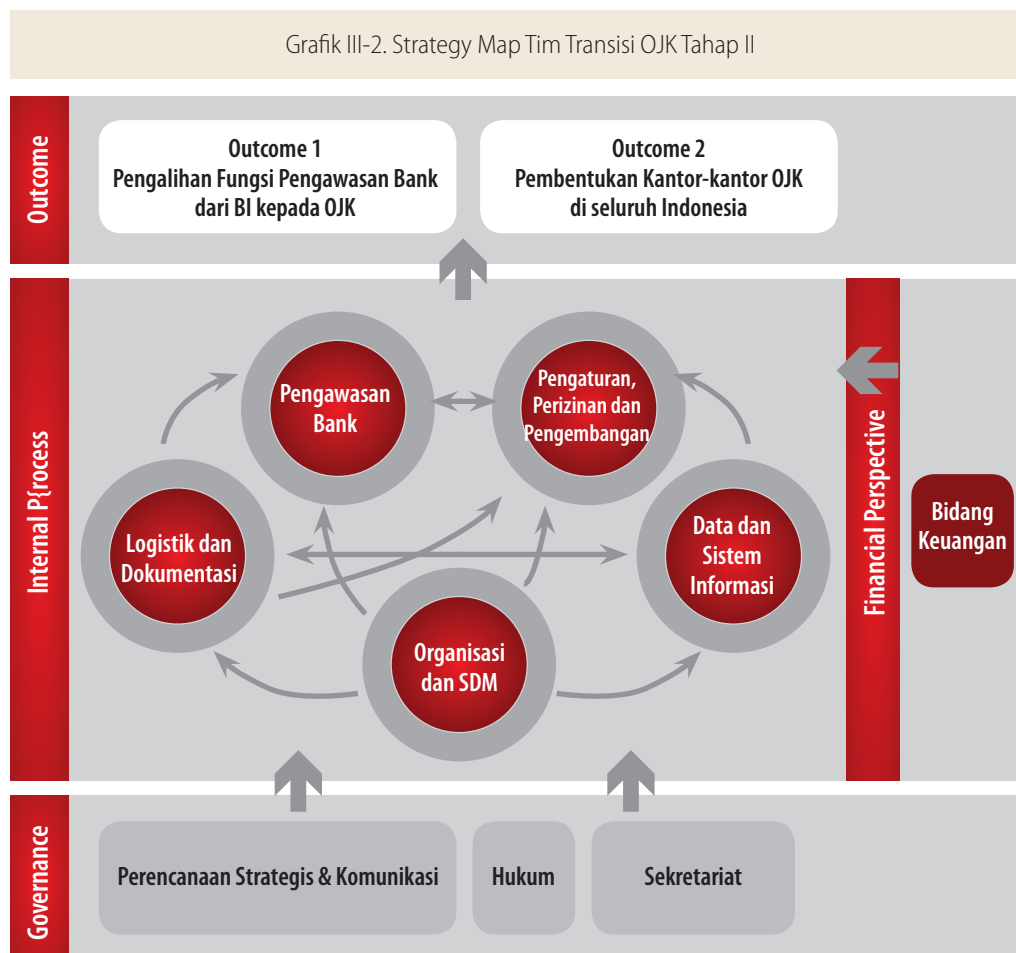 Grafik III-2. Strategy Map Tim Transisi OJK Tahap II
Outcome
Outcome 1
Pengalihan Fungsi Pengawasan Bank
dari BI kepada OJK
Outcome 2
Pembentukan Kantor-kantor OJK
di seluruh Indonesia
Internal P{rocess
Pengawasan
Bank
Pengaturan,
Perizinan dan
Pengembangan
Logistik dan
Dokumentasi
Data dan
Sistem
Informasi
Organisasi
dan SDM
Financial Perspective
Bidang
Keuangan
Governance
Perencanaan Strategis & Komunikasi
Hukum
Sekretariat